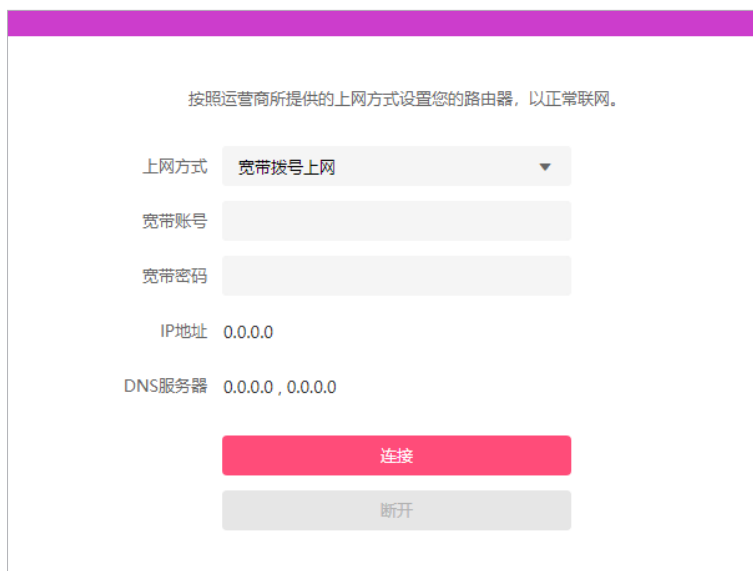 按照运营商所提供的上网方式设置您的路由器，以正常联网。
上网方式 宽带拨号上网
宽带账号
宽带密码
IP地址 0.0.0.0
DNS服务器 0.0.0.0 , 0.0.0.0
连接
断开